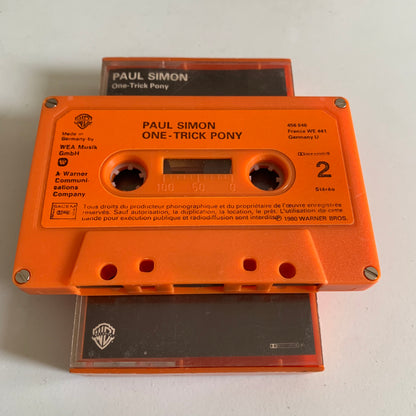 PAUL SIMON
One-Trick Pony
Made in
Germany by
WEA Musik
GmbH
A Warner
Communi-
cations
Company
PAUL SIMON
ONE-TRICK PONY
456 846
France WE 441
Germany U
2
Stéréo
100 50 0
SACEM
Tous droits du producteur phonographique et du propriétaire de l'œuvre enregistrée
réservés. Sauf autorisation, la duplication, la location, le prêt, l'utilisation de cette
bande pour exécution publique et radiodiffusion sont interdits.
℗ 1980 WARNER BROS.